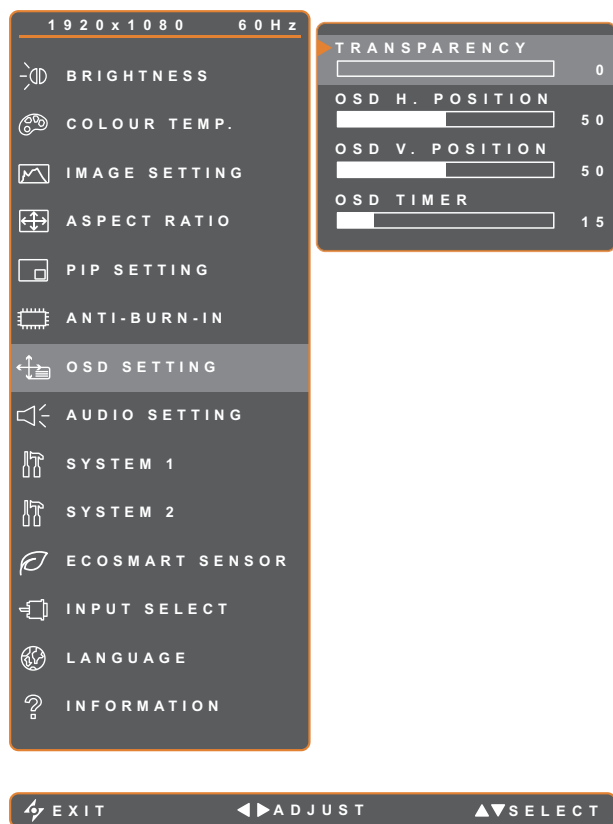 1920x1080 60Hz
BRIGHTNESS
COLOUR TEMP.
IMAGE SETTING
ASPECT RATIO
PIP SETTING
ANTI-BURN-IN
OSD SETTING
AUDIO SETTING
SYSTEM 1
SYSTEM 2
ECOSMART SENSOR
INPUT SELECT
LANGUAGE
INFORMATION
TRANSPARENCY
0
OSD H. POSITION
50
OSD V. POSITION
50
OSD TIMER
15
EXIT ADJUST SELECT